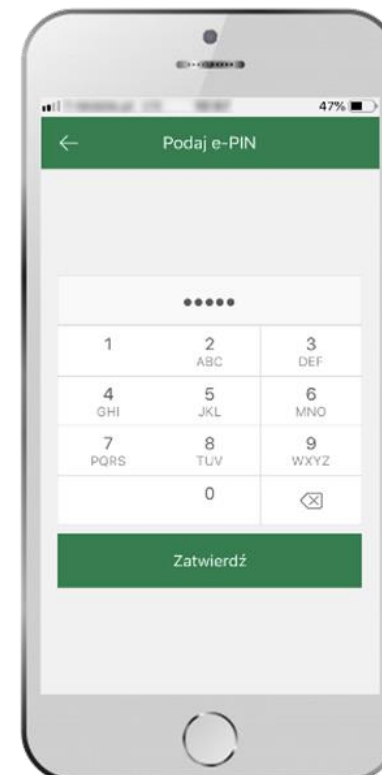 47%
Podaj e-PIN
•••••
1 2 3
ABC DEF
4 5 6
GHI JKL MNO
7 8 9
PQRS TUV WXYZ
0
Zatwierdź